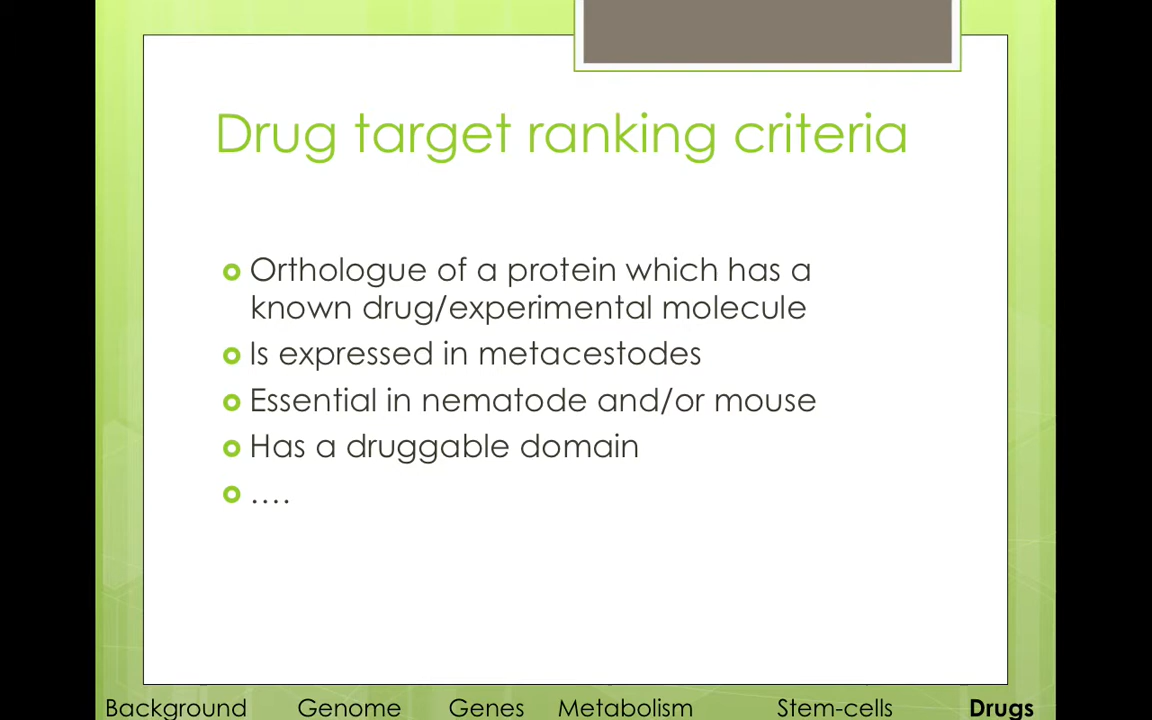 Drug target ranking criteria
Orthologue of a protein which has a
known drug/experimental molecule
Is expressed in metacestodes
Essential in nematode and/or mouse
Has a druggable domain
....
Background Genome Genes Metabolism Stem-cells Drugs